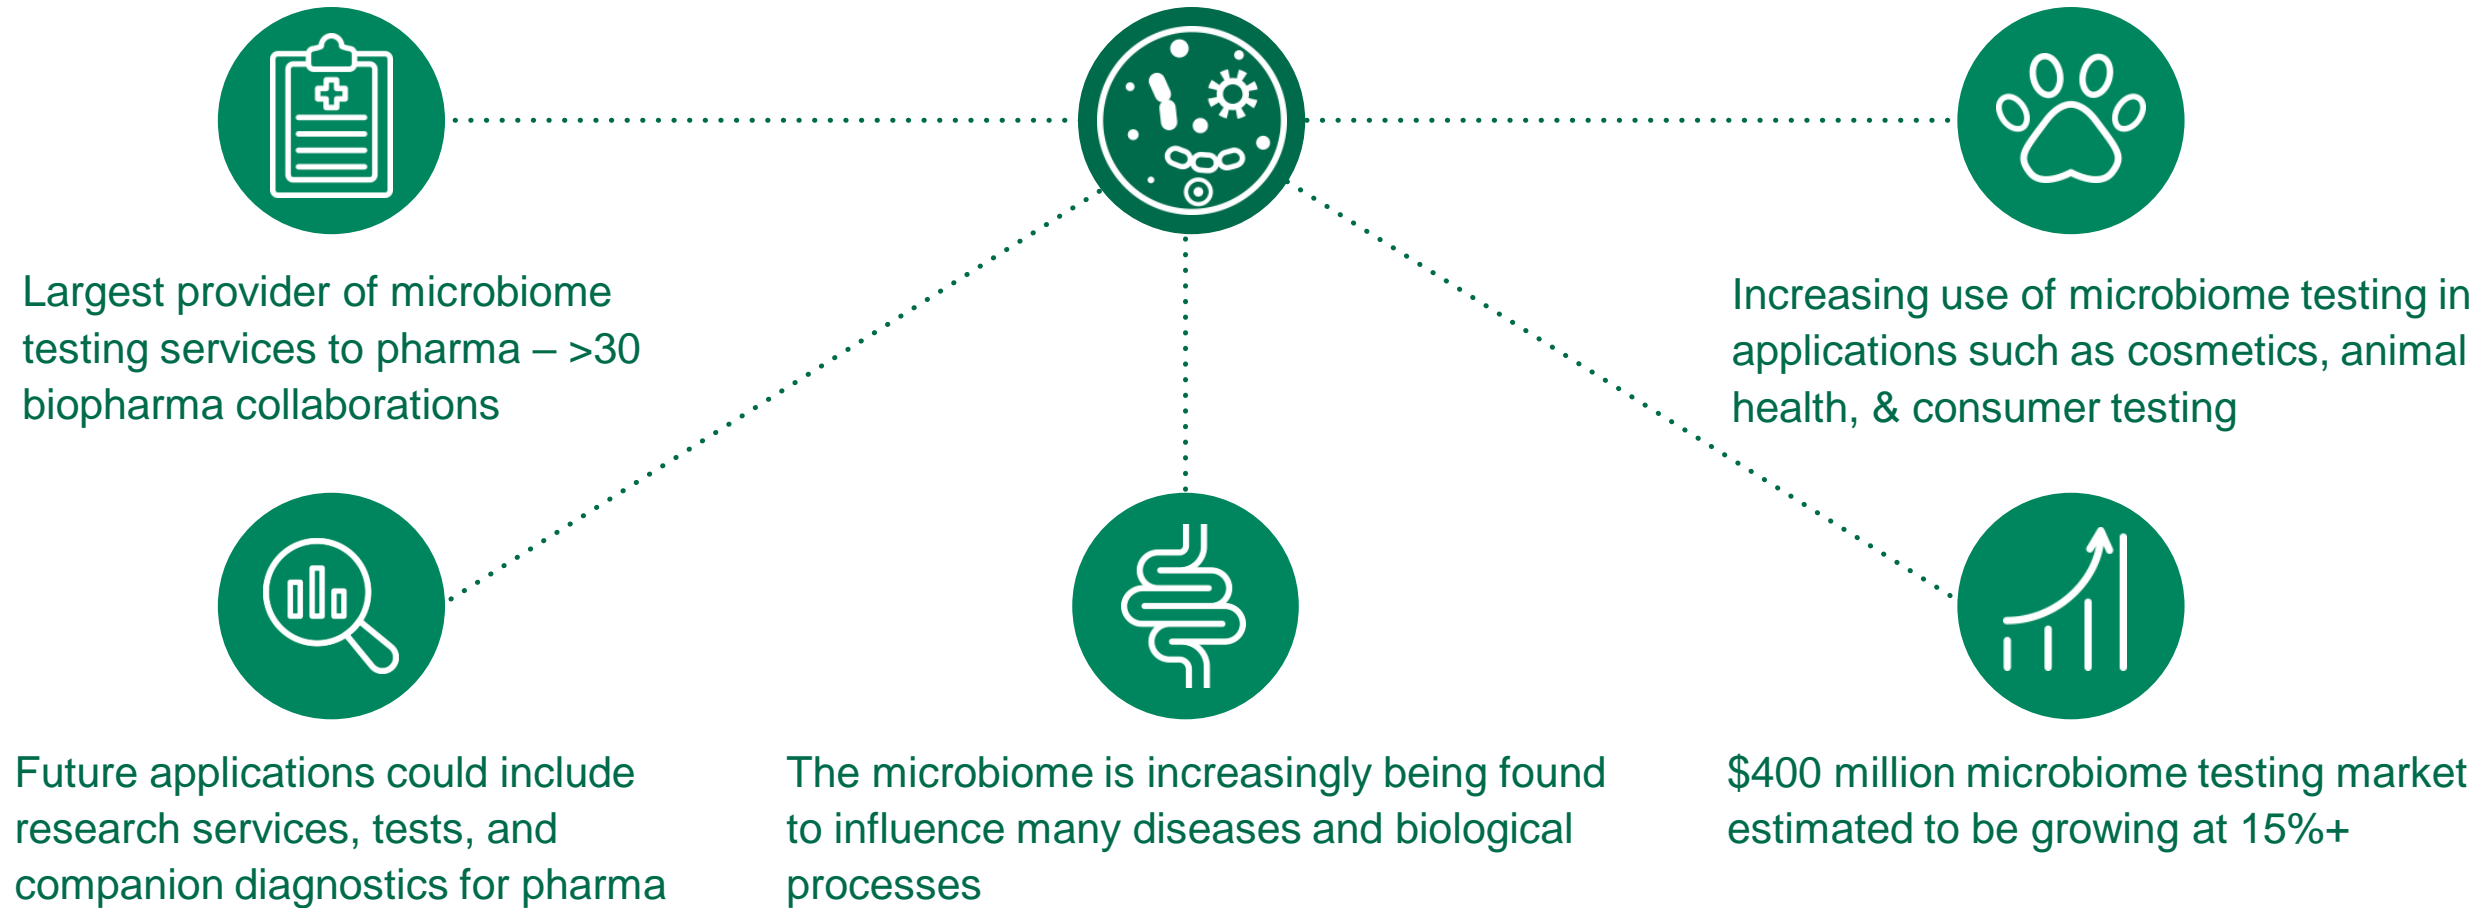 Largest provider of microbiome
testing services to pharma – >30
biopharma collaborations
Increasing use of microbiome testing in
applications such as cosmetics, animal
health, & consumer testing
Future applications could include
research services, tests, and
companion diagnostics for pharma
The microbiome is increasingly being found
to influence many diseases and biological
processes
$400 million microbiome testing market
estimated to be growing at 15%+